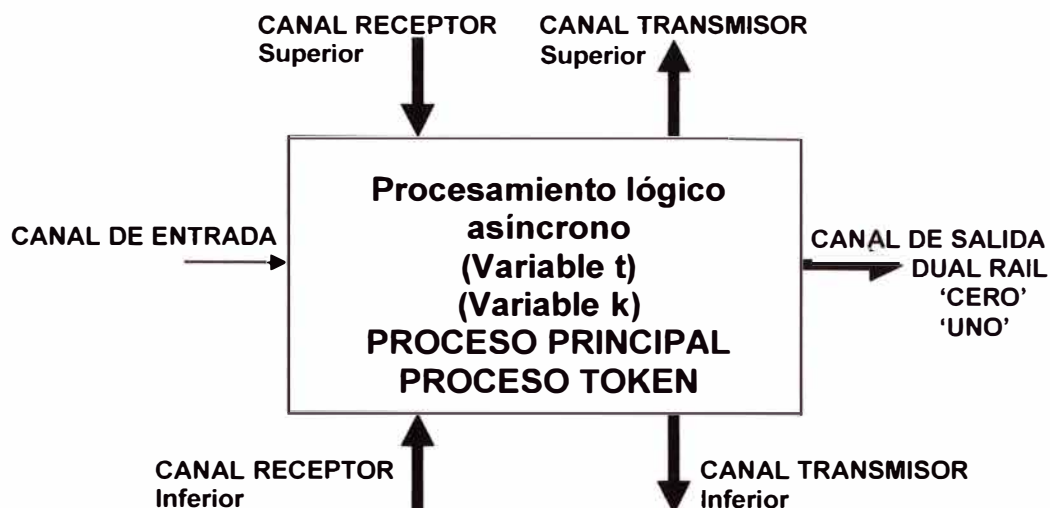 CANAL RECEPTOR
Superior
CANAL TRANSMISOR
Superior
Procesamiento lógico
asíncrono
(Variable t)
(Variable k)
PROCESO PRINCIPAL
PROCESO TOKEN
CANAL DE ENTRADA
CANAL DE SALIDA
DUAL RAIL
‘CERO’
‘UNO’
CANAL RECEPTOR
Inferior
CANAL TRANSMISOR
Inferior